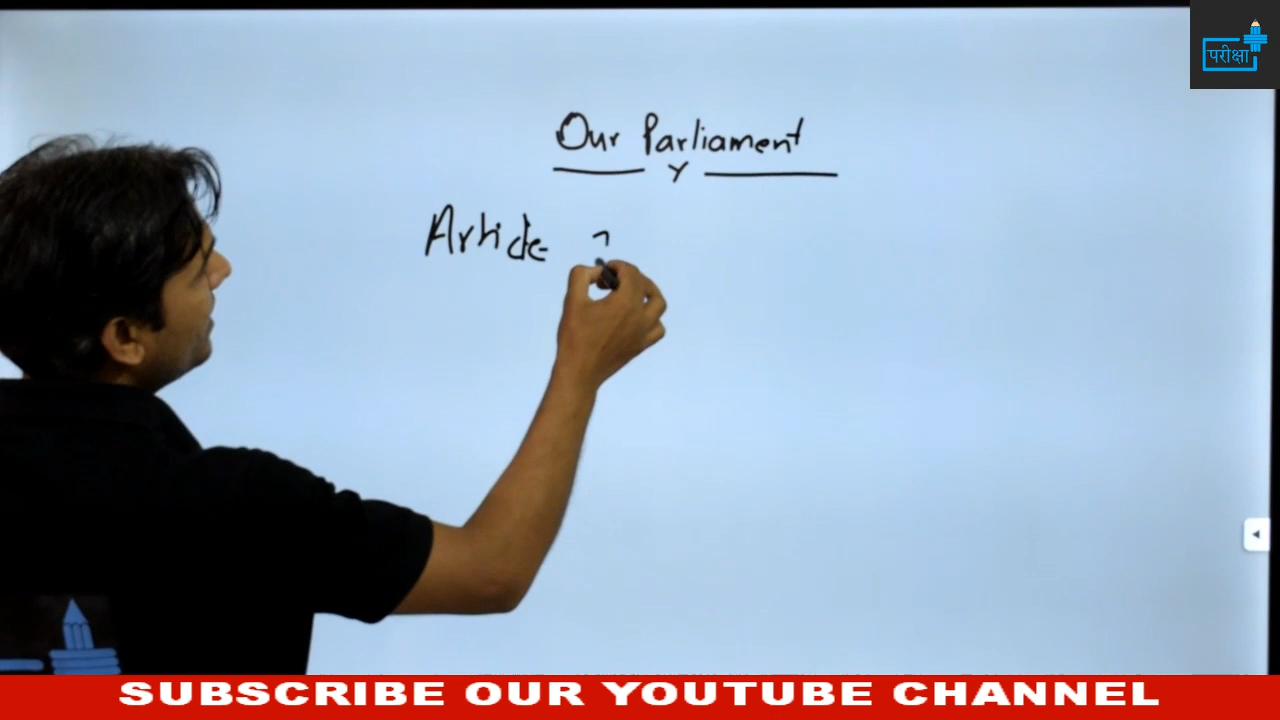 परीक्षा
Our Parliament
Article
SUBSCRIBE OUR YOUTUBE CHANNEL